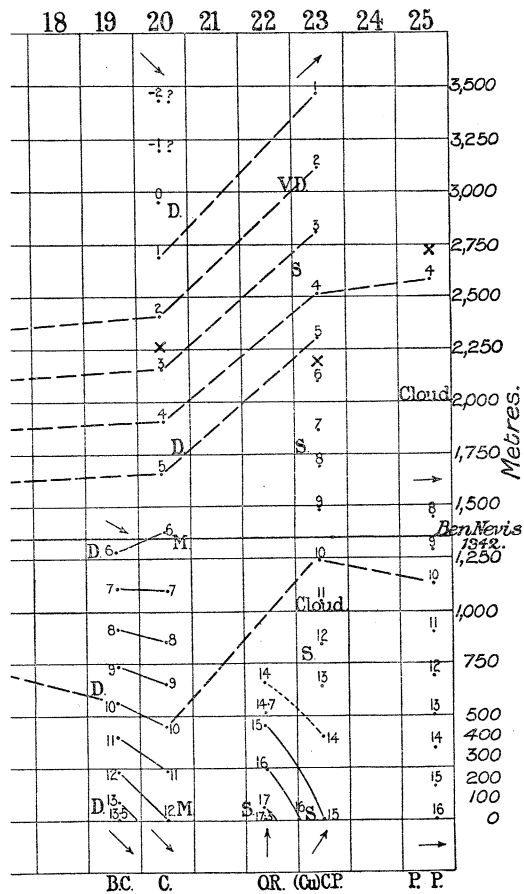 18 19 20 21 22 23 24 25
-2 ? 1 3,500
-1 ? 3,250
0 D. V.D. 2 3,000
1 3 2,750
S 4 4 2,500
2 5 2,250
3 6 Cloud 2,000
4 7
D. S. 8 1,750
5 9 8 1,500
6 Ben Nevis
D. 6 M. 9 1342.
10 1,250
7 7 10
11 1,000
8 8 Cloud 11
12
9 9 S. 12 750
14 13
D. 10 14·7 13 500
10 15
11 14 14 400
11 16 300
12 15 200
13 17 100
D. 13·5 12 M. S. 17·5 16 S. 15 16 0
B.C. C. O.R. (Cu)C.P. P. P.
Metres.